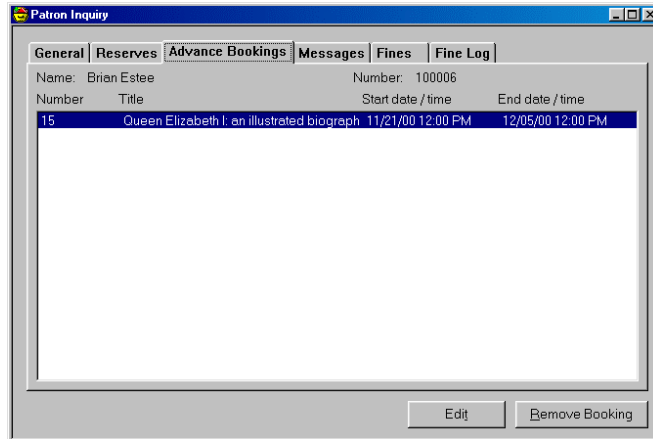 Patron Inquiry
General Reserves Advance Bookings Messages Fines Fine Log
Name: Brian Estee Number: 100006
Number Title Start date / time End date / time
15 Queen Elizabeth I: an illustrated biograph 11/21/00 12:00 PM 12/05/00 12:00 PM
Edit Remove Booking